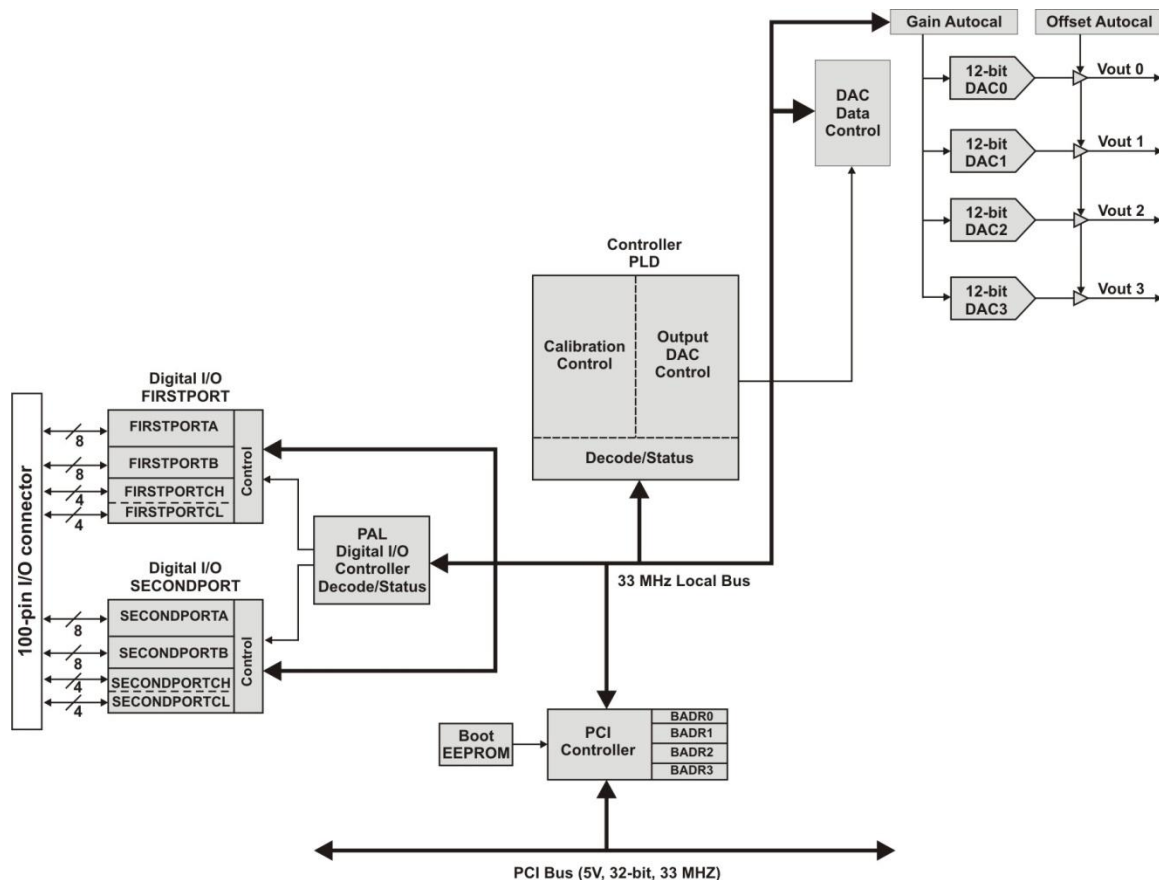 Gain Autocal
Offset Autocal
12-bit
DAC0
Vout 0
DAC
Data
Control
12-bit
DAC1
Vout 1
12-bit
DAC2
Vout 2
12-bit
DAC3
Vout 3
Controller
PLD
Calibration
Control
Output
DAC
Control
Decode/Status
Digital I/O
FIRSTPORT
100-pin I/O connector
8
FIRSTPORTA
8
FIRSTPORTB
4
FIRSTPORTCH
4
FIRSTPORTCL
Control
PAL
Digital I/O
Controller
Decode/Status
33 MHz Local Bus
Digital I/O
SECONDPORT
8
SECONDPORTA
8
SECONDPORTB
4
SECONDPORTCH
4
SECONDPORTCL
Control
Boot
EEPROM
PCI
Controller
BADR0
BADR1
BADR2
BADR3
PCI Bus (5V, 32-bit, 33 MHZ)